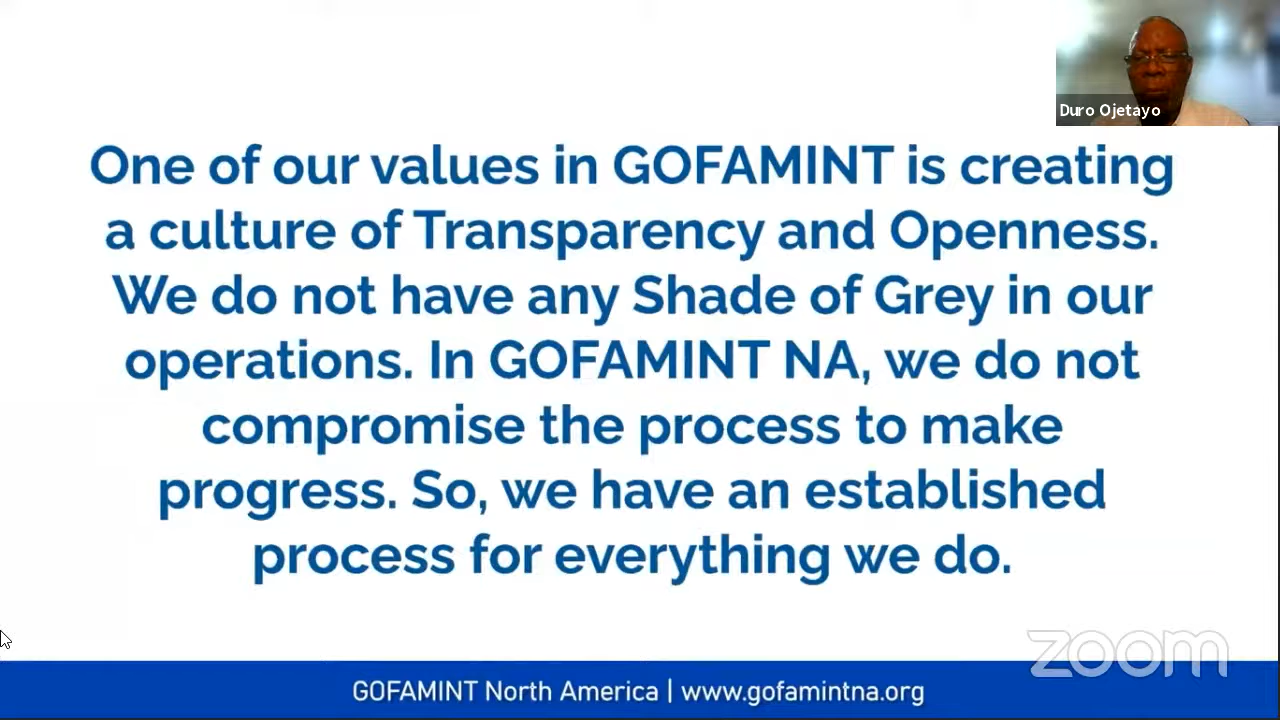 Duro Ojetayo
One of our values in GOFAMINT is creating
a culture of Transparency and Openness.
We do not have any Shade of Grey in our
operations. In GOFAMINT NA, we do not
compromise the process to make
progress. So, we have an established
process for everything we do.
zoom
GOFAMINT North America | www.gofamintna.org